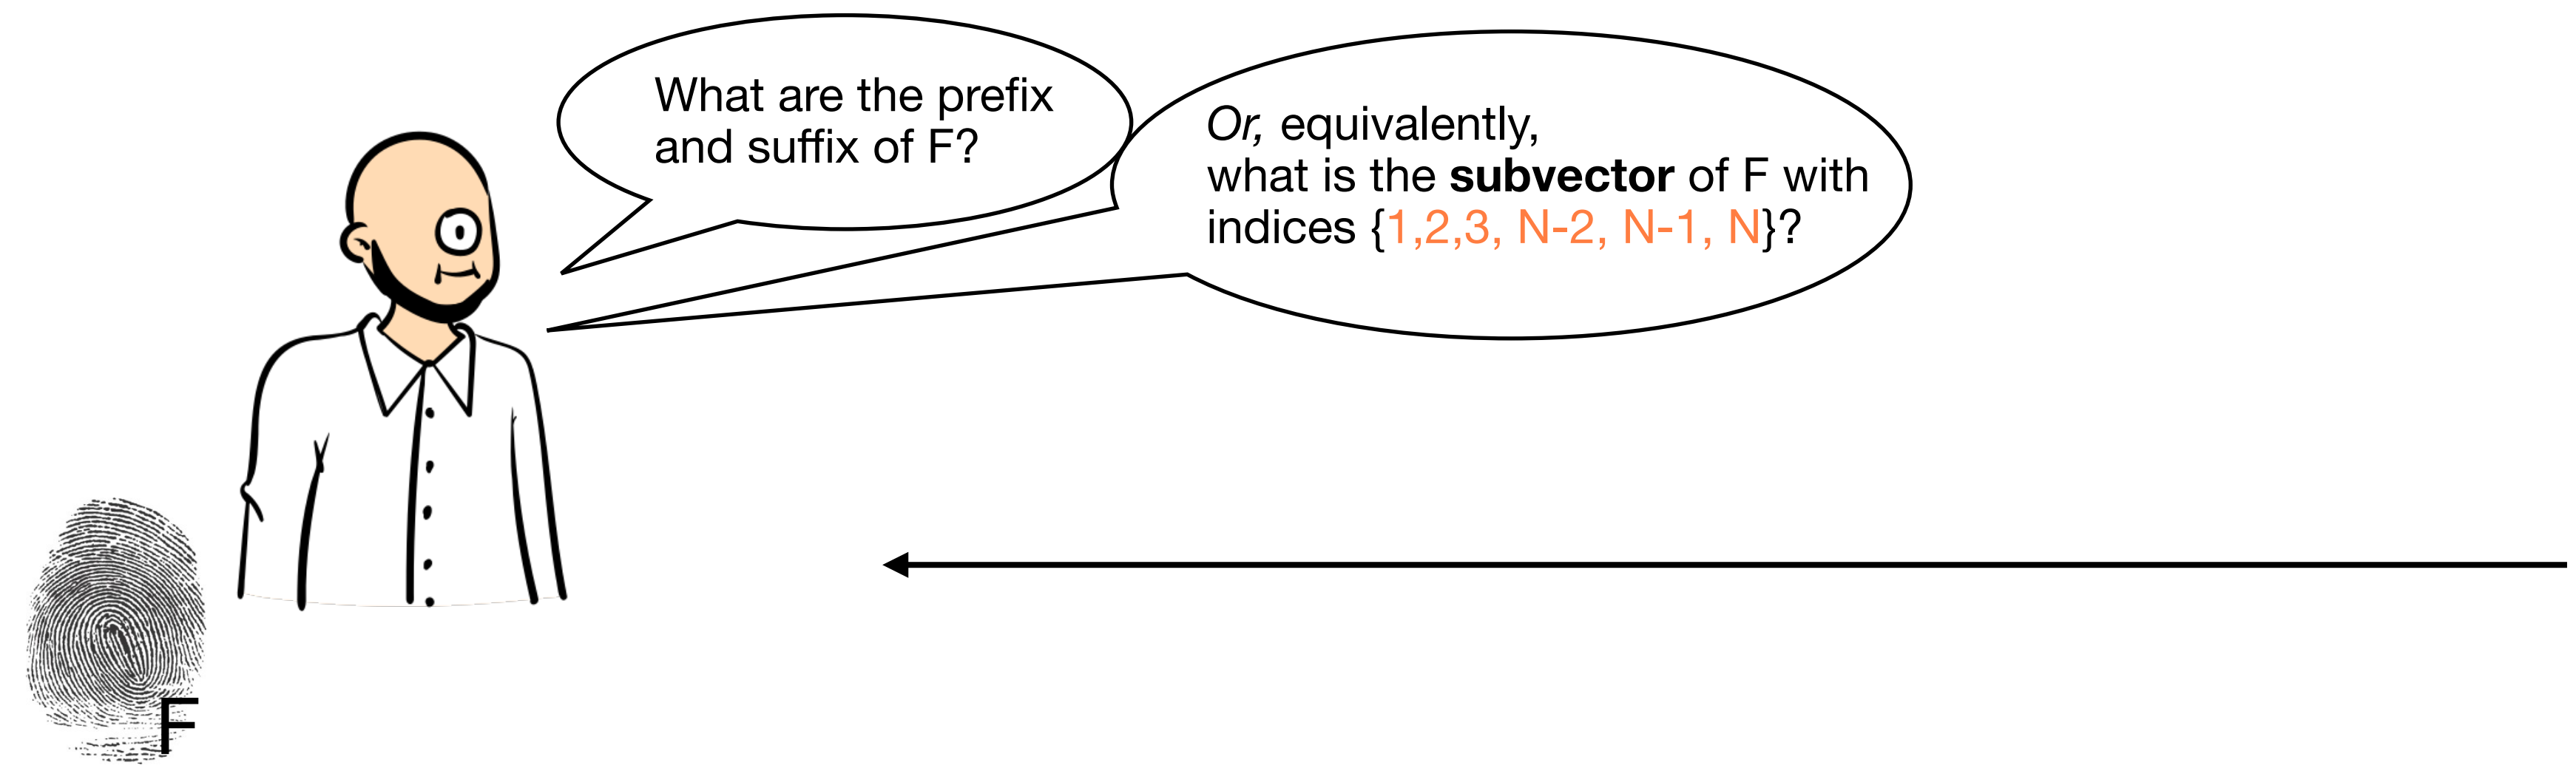 What are the prefix
and suffix of F?
Or, equivalently,
what is the subvector of F with
indices {1,2,3, N-2, N-1, N}?
F